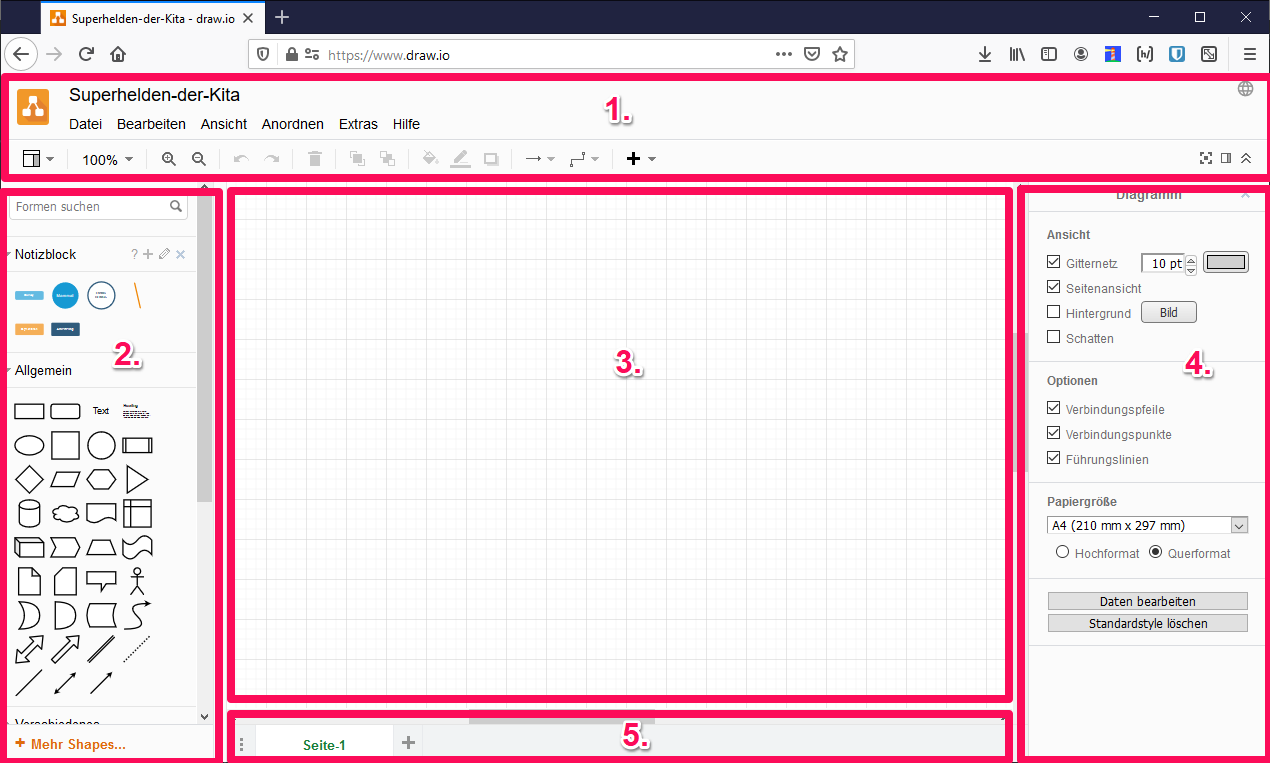 Superhelden-der-Kita - draw.io
https://www.draw.io
Superhelden-der-Kita
Datei Bearbeiten Ansicht Anordnen Extras Hilfe
1.
100%
Formen suchen
Notizblock
2.
Allgemein
Text
Heading
Verschiedenes
+ Mehr Shapes...
3.
Diagramm
Ansicht
Gitternetz 10 pt
Seitenansicht
Hintergrund Bild
Schatten
4.
Optionen
Verbindungspfeile
Verbindungspunkte
Führungslinien
Papiergröße
A4 (210 mm x 297 mm)
Hochformat Querformat
Daten bearbeiten
Standardstyle löschen
5.
Seite-1